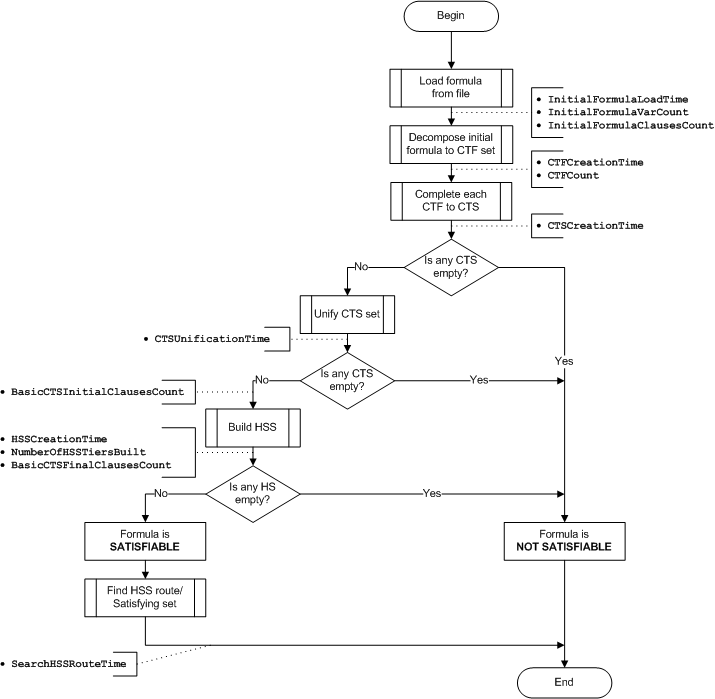 Begin
Load formula
from file
• InitialFormulaLoadTime
• InitialFormulaVarCount
• InitialFormulaClausesCount
Decompose initial
formula to CTF set
• CTFCreationTime
• CTFCount
Complete each
CTF to CTS
• CTSCreationTime
Is any CTS
empty?
No
Unify CTS set
• CTSUnificationTime
Yes
Is any CTS
empty?
No
Yes
• BasicCTSInitialClausesCount
Build HSS
• HSSCreationTime
• NumberOfHSSTiersBuilt
• BasicCTSFinalClausesCount
Is any HS
empty?
No
Yes
Formula is
SATISFIABLE
Formula is
NOT SATISFIABLE
Find HSS route/
Satisfying set
• SearchHSSRouteTime
End